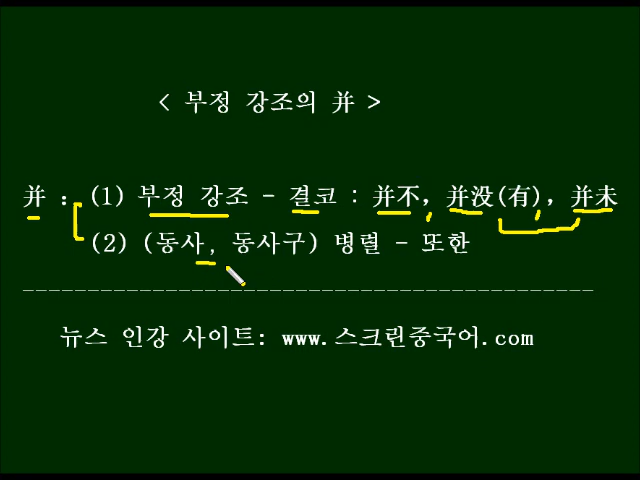 < 부정 강조의 并 >
并 : (1) 부정 강조 - 결코 : 并不, 并没(有), 并未
(2) (동사, 동사구) 병렬 - 또한
뉴스 인강 사이트: www.스크린중국어.com